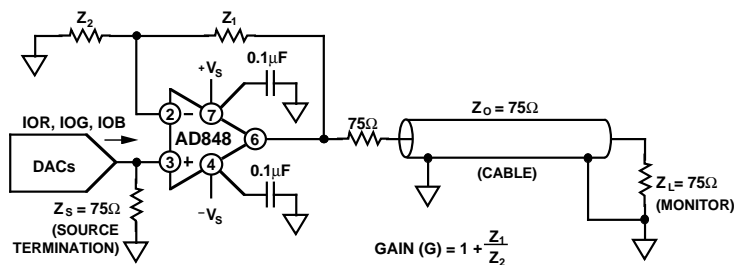 Z2
Z1
0.1μF
+VS
IOR, IOG, IOB
2
−
7
75Ω
ZO = 75Ω
AD848
6
DACs
3
+
4
0.1μF
(CABLE)
ZL = 75Ω
(MONITOR)
ZS = 75Ω
(SOURCE
TERMINATION)
−VS
GAIN (G) = 1 + Z1/Z2